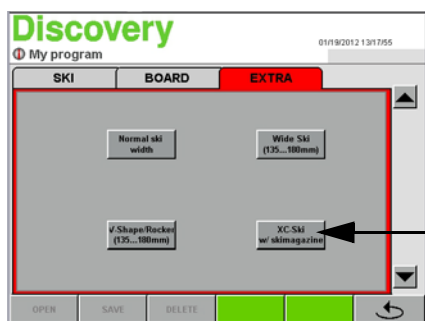 Discovery
01/19/2012 13/17/55
My program
SKI BOARD EXTRA
Normal ski
width
Wide Ski
(135...180mm)
V-Shape/Rocker
(135...180mm)
XC-Ski
w/ skimagazine
OPEN SAVE DELETE